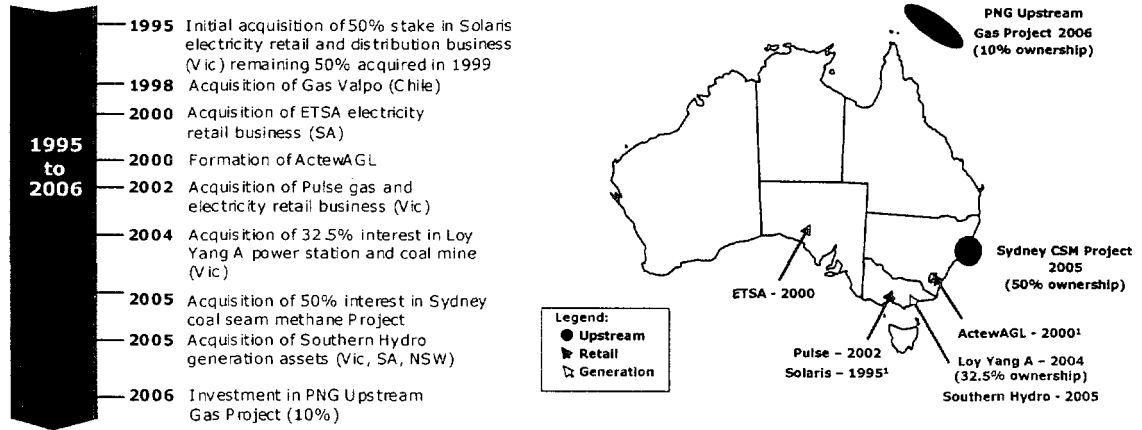 1995 Initial acquisition of 50% stake in Solaris
electricity retail and distribution business
(Vic) remaining 50% acquired in 1999
1998 Acquisition of Gas Valpo (Chile)
2000 Acquisition of ETSA electricity
retail business (SA)
2000 Formation of ActewAGL
2002 Acquisition of Pulse gas and
electricity retail business (Vic)
2004 Acquisition of 32.5% interest in Loy
Yang A power station and coal mine
(Vic)
2005 Acquisition of 50% interest in Sydney
coal seam methane Project
2005 Acquisition of Southern Hydro
generation assets (Vic, SA, NSW)
2006 Investment in PNG Upstream
Gas Project (10%)
1995
to
2006
PNG Upstream
Gas Project 2006
(10% ownership)
Sydney CSM Project
2005
(50% ownership)
ETSA - 2000
ActewAGL - 2000¹
Pulse – 2002
Solaris - 1995¹
Loy Yang A – 2004
(32.5% ownership)
Southern Hydro - 2005
Legend:
Upstream
Retail
Generation